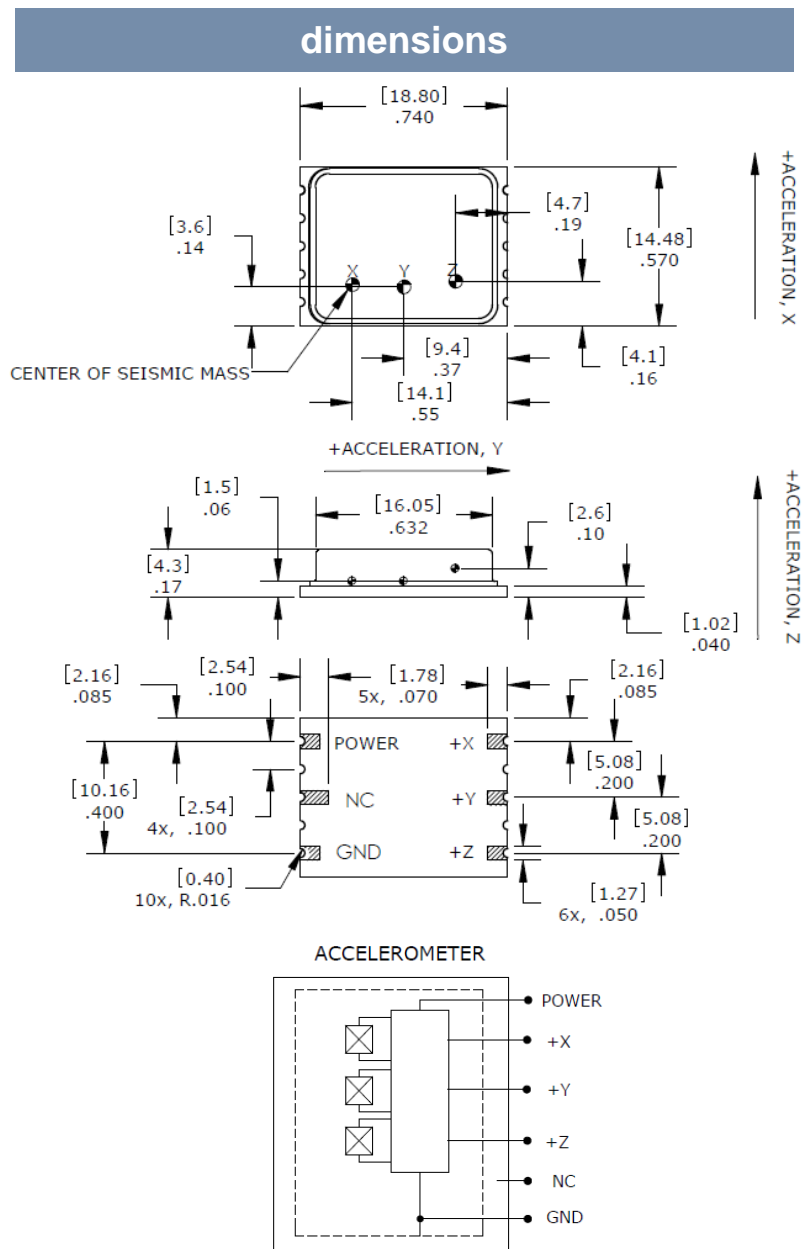 dimensions
[18.80]
.740
+ACCELERATION, X
[4.7]
.19
[3.6]
.14
[14.48]
.570
X Y Z
[9.4]
.37
[4.1]
.16
CENTER OF SEISMIC MASS
[14.1]
.55
+ACCELERATION, Y
+ACCELERATION, Z
[1.5]
.06
[16.05]
.632
[2.6]
.10
[4.3]
.17
[1.02]
.040
[2.16]
.085
[2.54]
.100
[1.78]
5x, .070
[2.16]
.085
POWER +X
[5.08]
.200
[10.16]
.400
NC +Y
[2.54]
4x, .100
[5.08]
.200
GND +Z
[0.40]
10x, R.016
[1.27]
6x, .050
ACCELEROMETER
POWER
+X
+Y
+Z
NC
GND